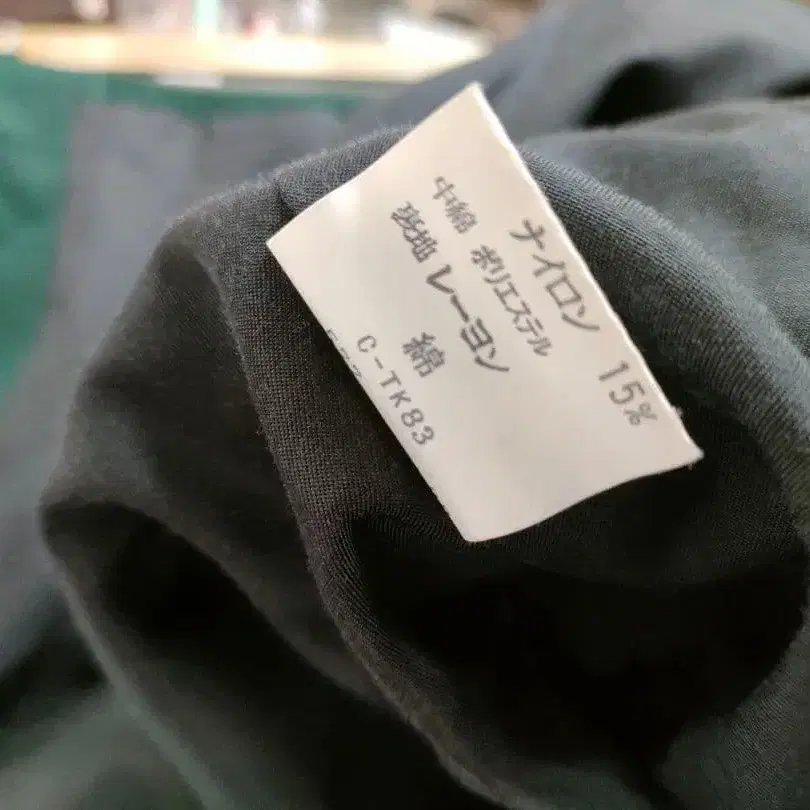 ナイロン 15%
中綿 ポリエステル
袋地 レーヨン
綿
C-TK83